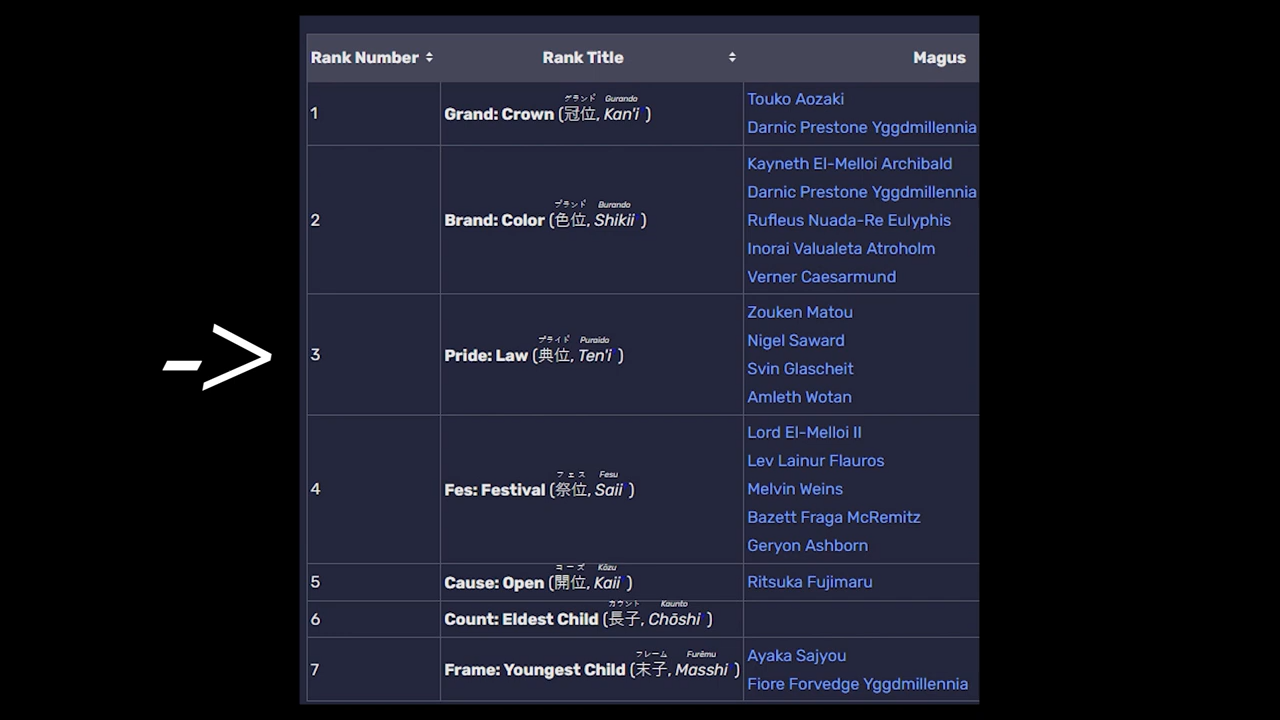 Rank Number Rank Title Magus
グランド Gurando
1 Grand: Crown (冠位, Kan'i ) Touko Aozaki
Darnic Prestone Yggdmillennia
ブランド Burando
2 Brand: Color (色位, Shikii ) Kayneth El-Melloi Archibald
Darnic Prestone Yggdmillennia
Rufleus Nuada-Re Eulyphis
Inorai Valualeta Atroholm
Verner Caesarmund
プライド Puraido
-> 3 Pride: Law (典位, Ten'i ) Zouken Matou
Nigel Saward
Svin Glascheit
Amleth Wotan
フェス Fesu
4 Fes: Festival (祭位, Saii ) Lord El-Melloi II
Lev Lainur Flauros
Melvin Weins
Bazett Fraga McRemitz
Geryon Ashborn
コーズ Kōzu
5 Cause: Open (開位, Kaii ) Ritsuka Fujimaru
カウント Kaunto
6 Count: Eldest Child (長子, Chōshi )
フレーム Furēmu
7 Frame: Youngest Child (末子, Masshi ) Ayaka Sajyou
Fiore Forvedge Yggdmillennia